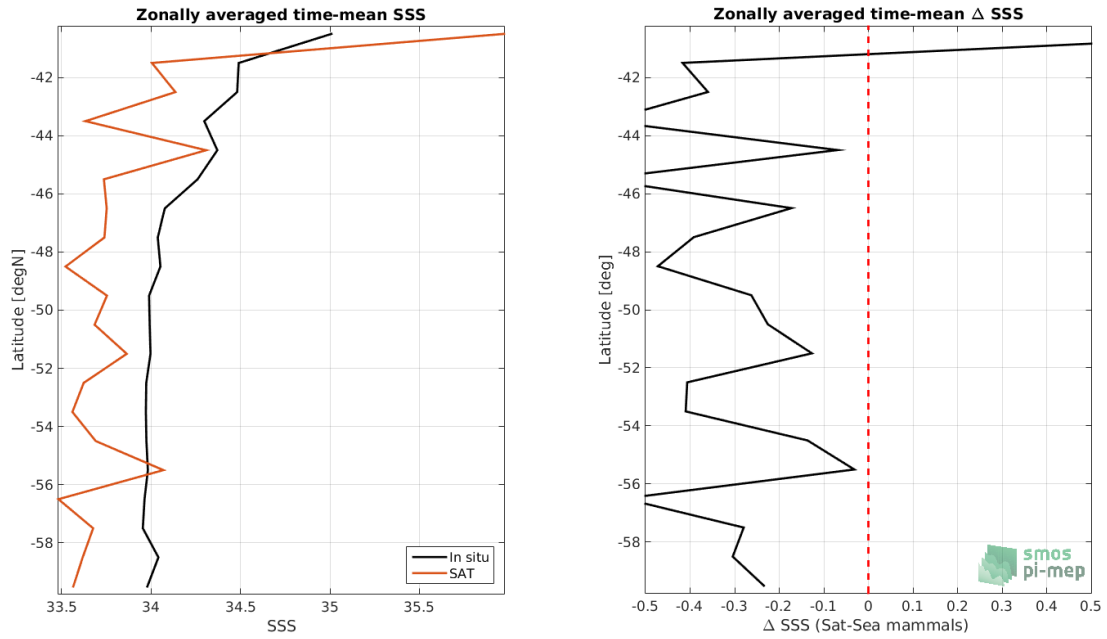 Zonally averaged time-mean SSS
-42
-44
-46
-48
-50
-52
-54
-56
-58
Latitude [degN]
33.5 34 34.5 35 35.5
SSS
In situ
SAT
Zonally averaged time-mean Δ SSS
-42
-44
-46
-48
-50
-52
-54
-56
-58
Latitude [deg]
-0.5 -0.4 -0.3 -0.2 -0.1 0 0.1 0.2 0.3 0.4 0.5
Δ SSS (Sat-Sea mammals)
smos
pi-mep